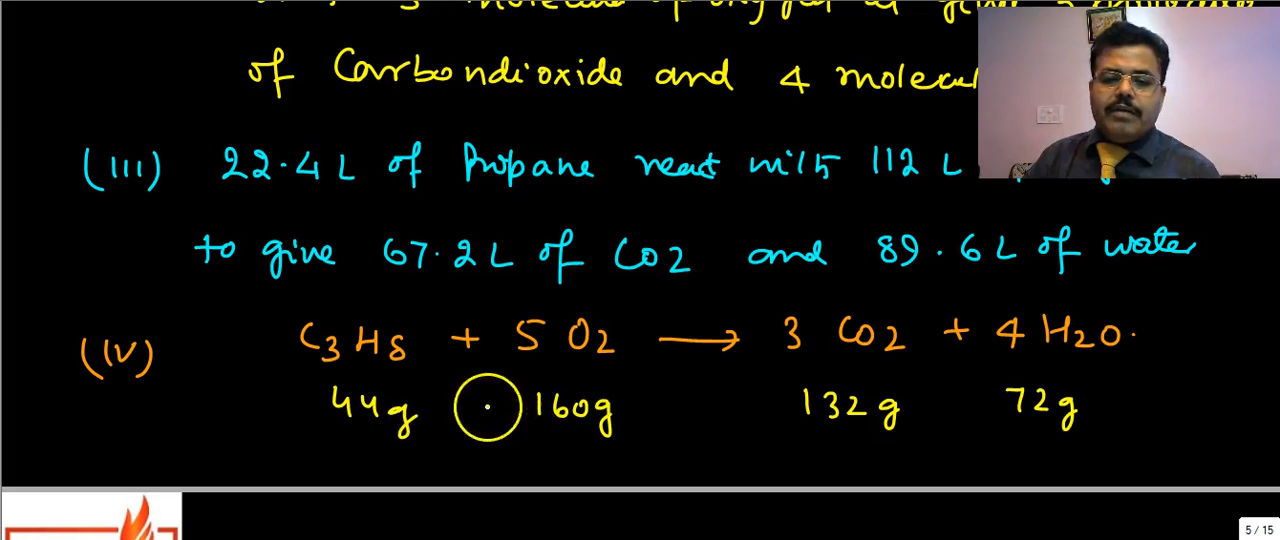 of Carbondioxide and 4
(III) 22.4 L of Propane react with 112 L
to give 67.2 L of CO2 and 89.6 L of water
(IV) C3H8 + 5 O2 → 3 CO2 + 4 H2O.
44g 160g 132g 72g
5 / 15